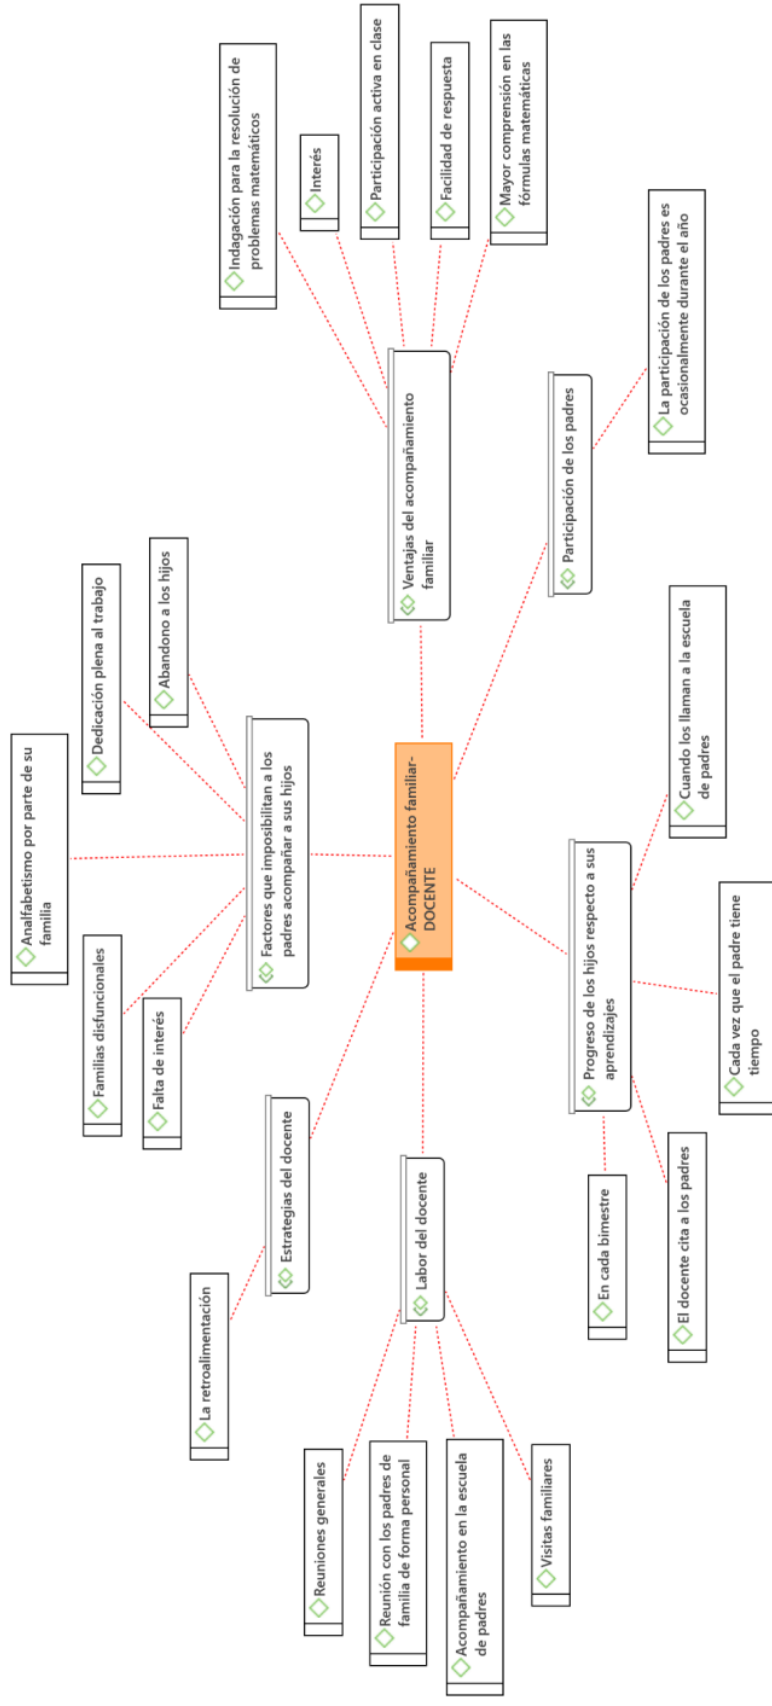 Analfabetismo por parte de su
familia
Familias disfuncionales
Dedicación plena al trabajo
Falta de interés
Abandono a los hijos
La retroalimentación
Indagación para la resolución de
problemas matemáticos
Factores que imposibilitan a los
padres acompañar a sus hijos
Estrategias del docente
Interés
Reuniones generales
Participación activa en clase
Reunión con los padres de
familia de forma personal
Labor del docente
Acompañamiento familiar-
DOCENTE
Ventajas del acompañamiento
familiar
Facilidad de respuesta
Acompañamiento en la escuela
de padres
Mayor comprensión en las
fórmulas matemáticas
Visitas familiares
Participación de los padres
En cada bimestre
Progreso de los hijos respecto a sus
aprendizajes
La participación de los padres es
ocasionalmente durante el año
El docente cita a los padres
Cuando los llaman a la escuela
de padres
Cada vez que el padre tiene
tiempo